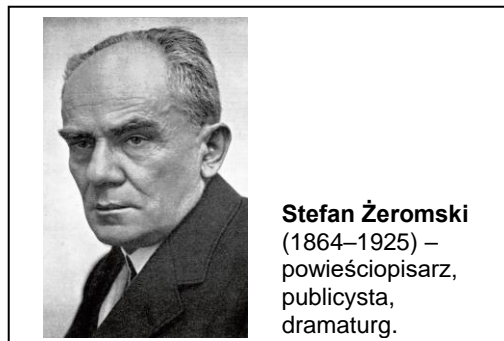 Stefan Żeromski
(1864–1925) –
powieściopisarz,
publicysta,
dramaturg.